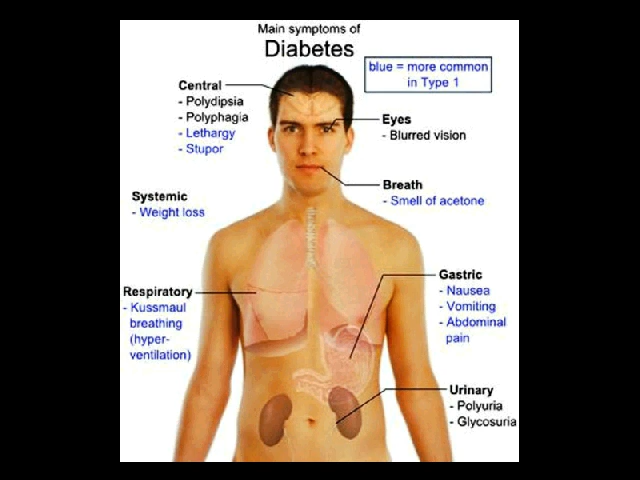 Main symptoms of
Diabetes
blue = more common
in Type 1
Central
- Polydipsia
- Polyphagia
- Lethargy
- Stupor
Eyes
- Blurred vision
Breath
- Smell of acetone
Systemic
- Weight loss
Respiratory
- Kussmaul
breathing
(hyper-
ventilation)
Gastric
- Nausea
- Vomiting
- Abdominal
pain
Urinary
- Polyuria
- Glycosuria